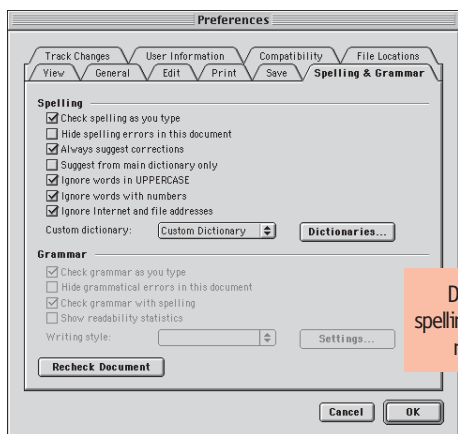 Preferences
Track Changes User Information Compatibility File Locations
View General Edit Print Save Spelling & Grammar
Spelling
Check spelling as you type
Hide spelling errors in this document
Always suggest corrections
Suggest from main dictionary only
Ignore words in UPPERCASE
Ignore words with numbers
Ignore Internet and file addresses
Custom dictionary: Custom Dictionary Dictionaries...
Grammar
Check grammar as you type
Hide grammatical errors in this document
Check grammar with spelling
Show readability statistics
Writing style: Settings...
Recheck Document
Cancel OK